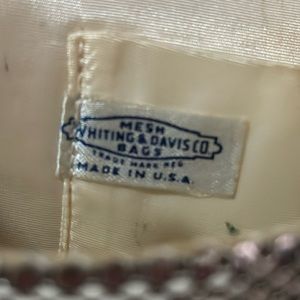 MESH
WHITING & DAVIS CO.
BAGS
TRADE MARK REG
MADE IN U.S.A.